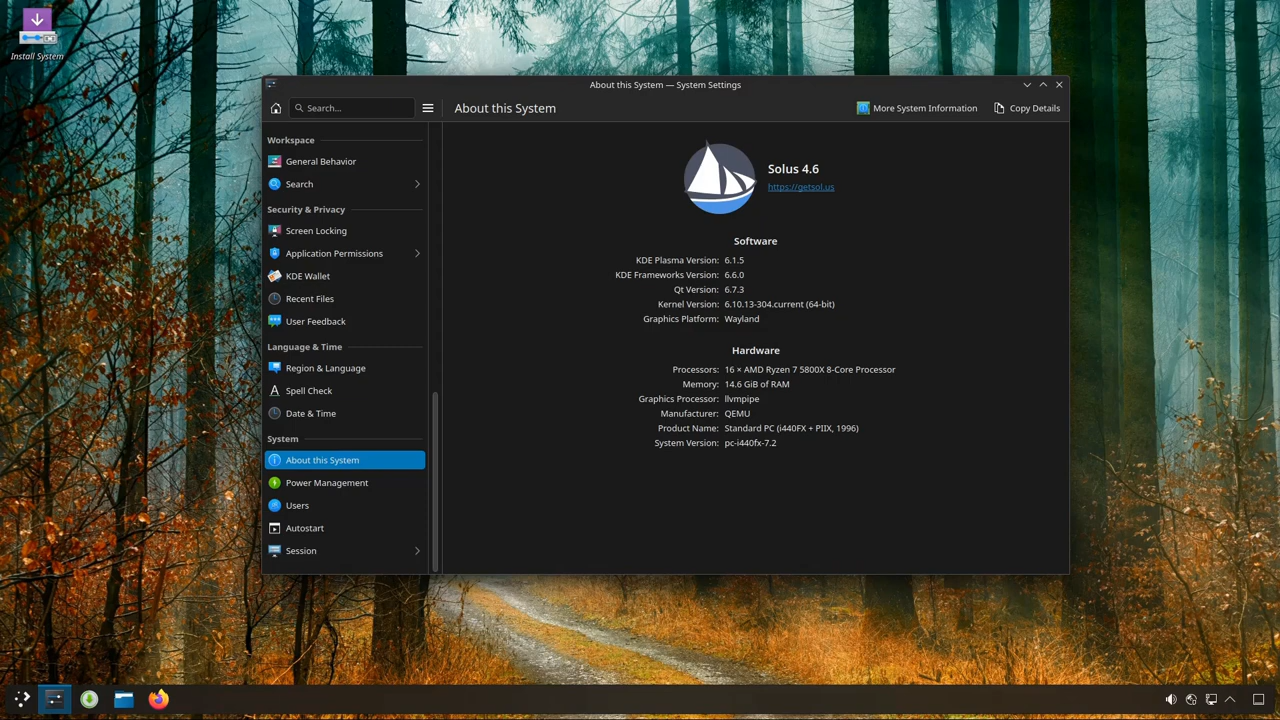 Install System
About this System — System Settings
Search...
About this System
More System Information
Copy Details
Workspace
General Behavior
Search
Security & Privacy
Screen Locking
Application Permissions
KDE Wallet
Recent Files
User Feedback
Language & Time
Region & Language
Spell Check
Date & Time
System
About this System
Power Management
Users
Autostart
Session
Solus 4.6
https://getsol.us
Software
KDE Plasma Version: 6.1.5
KDE Frameworks Version: 6.6.0
Qt Version: 6.7.3
Kernel Version: 6.10.13-304.current (64-bit)
Graphics Platform: Wayland
Hardware
Processors: 16 × AMD Ryzen 7 5800X 8-Core Processor
Memory: 14.6 GiB of RAM
Graphics Processor: llvmpipe
Manufacturer: QEMU
Product Name: Standard PC (i440FX + PIIX, 1996)
System Version: pc-i440fx-7.2